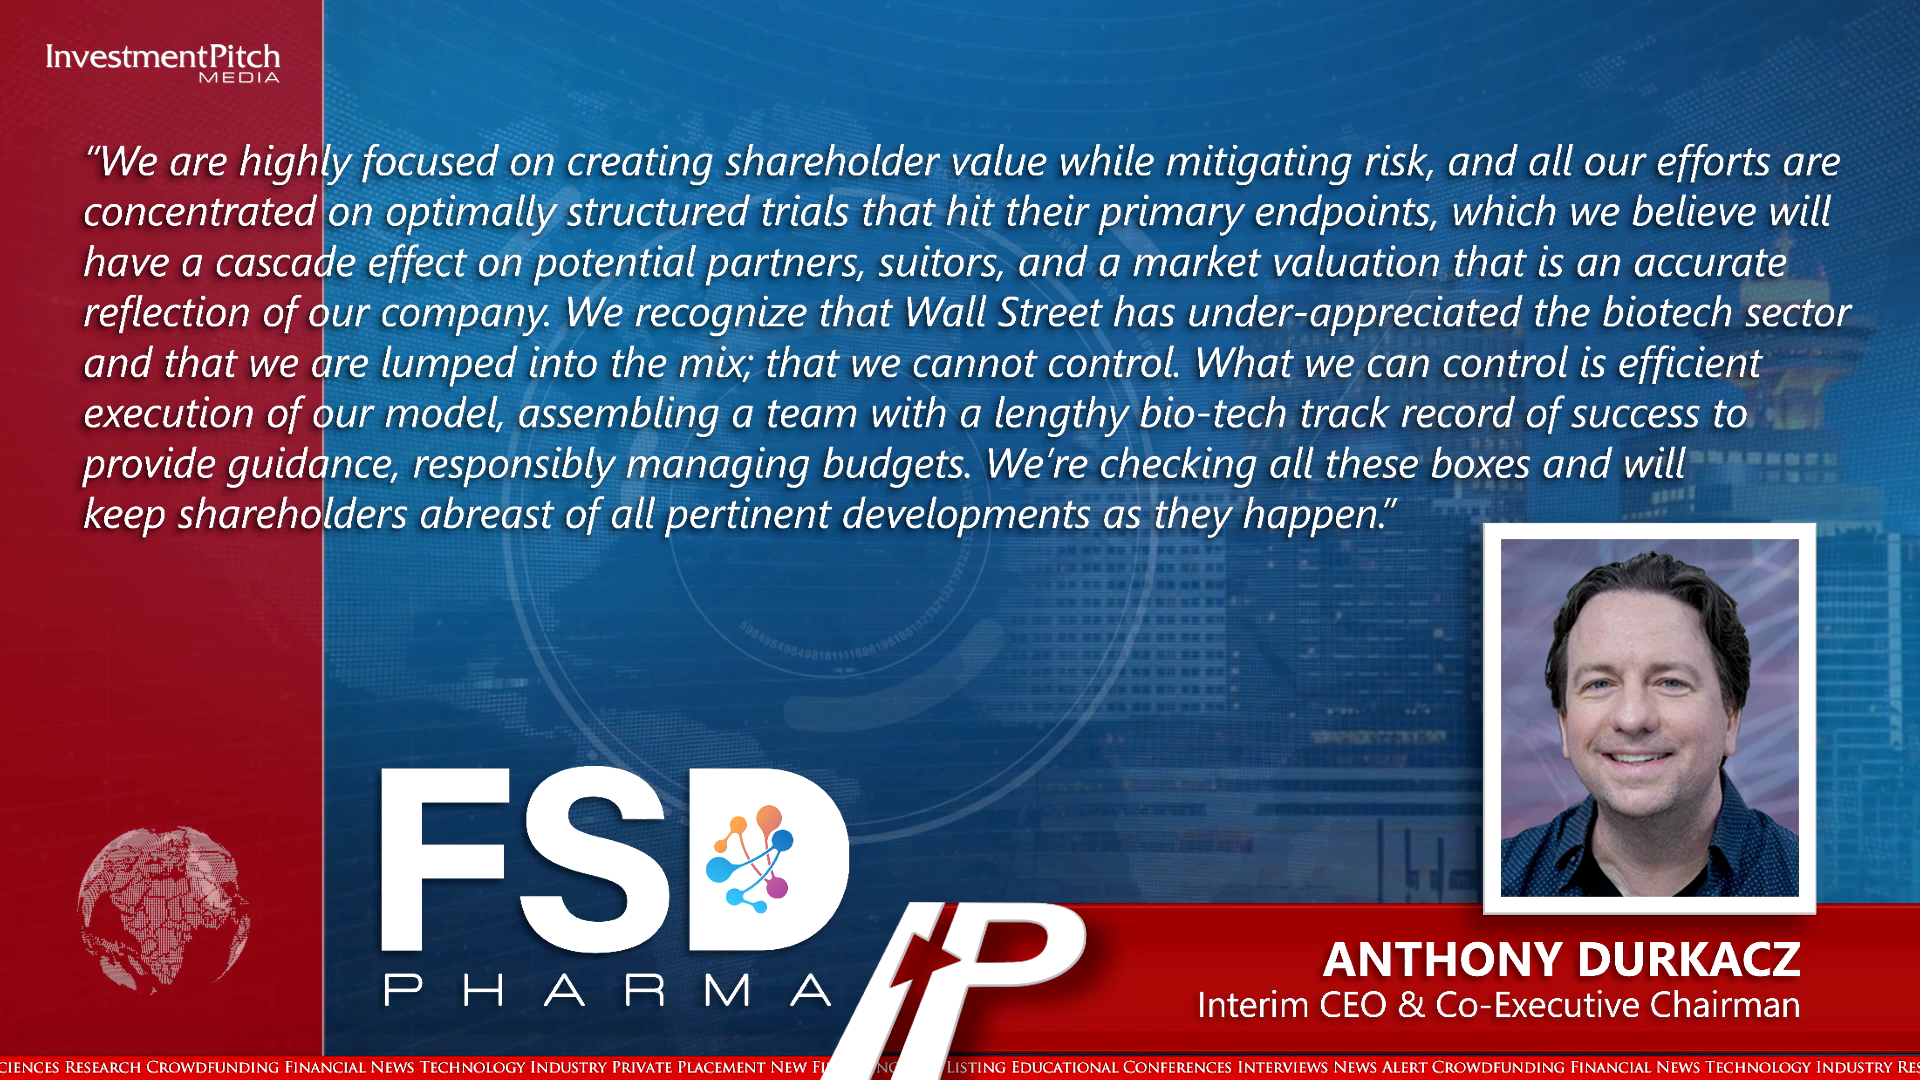 InvestmentPitch
MEDIA
“We are highly focused on creating shareholder value while mitigating risk, and all our efforts are
concentrated on optimally structured trials that hit their primary endpoints, which we believe will
have a cascade effect on potential partners, suitors, and a market valuation that is an accurate
reflection of our company. We recognize that Wall Street has under-appreciated the biotech sector
and that we are lumped into the mix; that we cannot control. What we can control is efficient
execution of our model, assembling a team with a lengthy bio-tech track record of success to
provide guidance, responsibly managing budgets. We’re checking all these boxes and will
keep shareholders abreast of all pertinent developments as they happen.”
FSD
PHARMA
IP
ANTHONY DURKACZ
Interim CEO & Co-Executive Chairman
RESEARCH CROWDFUNDING FINANCIAL NEWS TECHNOLOGY INDUSTRY PRIVATE PLACEMENT NEW LISTING EDUCATIONAL CONFERENCES INTERVIEWS NEWS ALERT CROWDFUNDING FINANCIAL NEWS TECHNOLOGY INDUSTRY